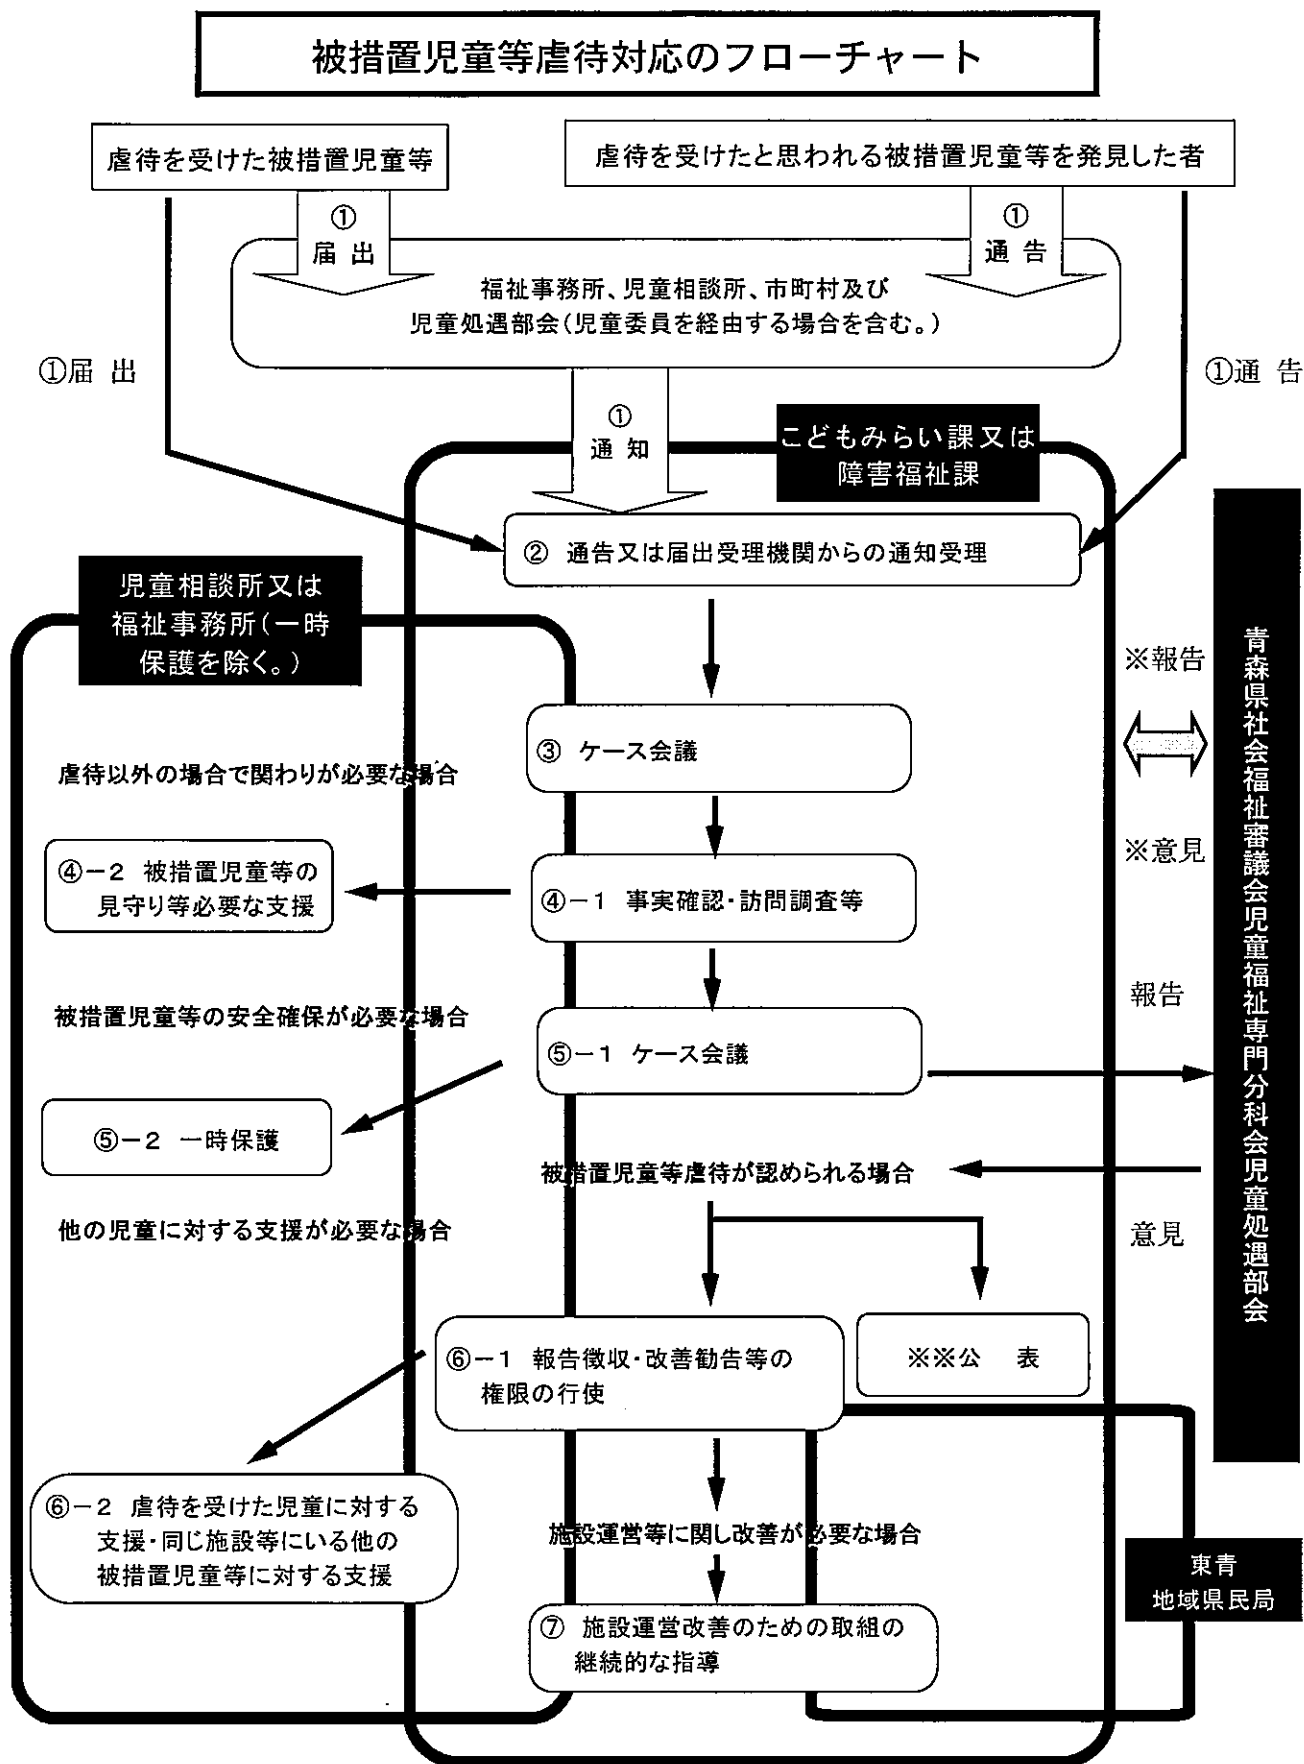 被措置児童等虐待対応のフローチャート
虐待を受けた被措置児童等
虐待を受けたと思われる被措置児童等を発見した者
①
届 出
①
通 告
福祉事務所、児童相談所、市町村及び
児童処遇部会(児童委員を経由する場合を含む。)
①届 出
①通 告
①
通 知
こどもみらい課又は
障害福祉課
② 通告又は届出受理機関からの通知受理
児童相談所又は
福祉事務所(一時
保護を除く。)
青森県社会福祉審議会児童福祉専門分科会児童処遇部会
※報告
③ ケース会議
虐待以外の場合で関わりが必要な場合
※意見
④-2 被措置児童等の
見守り等必要な支援
④-1 事実確認・訪問調査等
報告
被措置児童等の安全確保が必要な場合
⑤-1 ケース会議
⑤-2 一時保護
被措置児童等虐待が認められる場合
他の児童に対する支援が必要な場合
意見
⑥-1 報告徴収・改善勧告等の
権限の行使
※※公 表
⑥-2 虐待を受けた児童に対する
支援・同じ施設等にいる他の
被措置児童等に対する支援
施設運営等に関し改善が必要な場合
東青
地域県民局
⑦ 施設運営改善のための取組の
継続的な指導